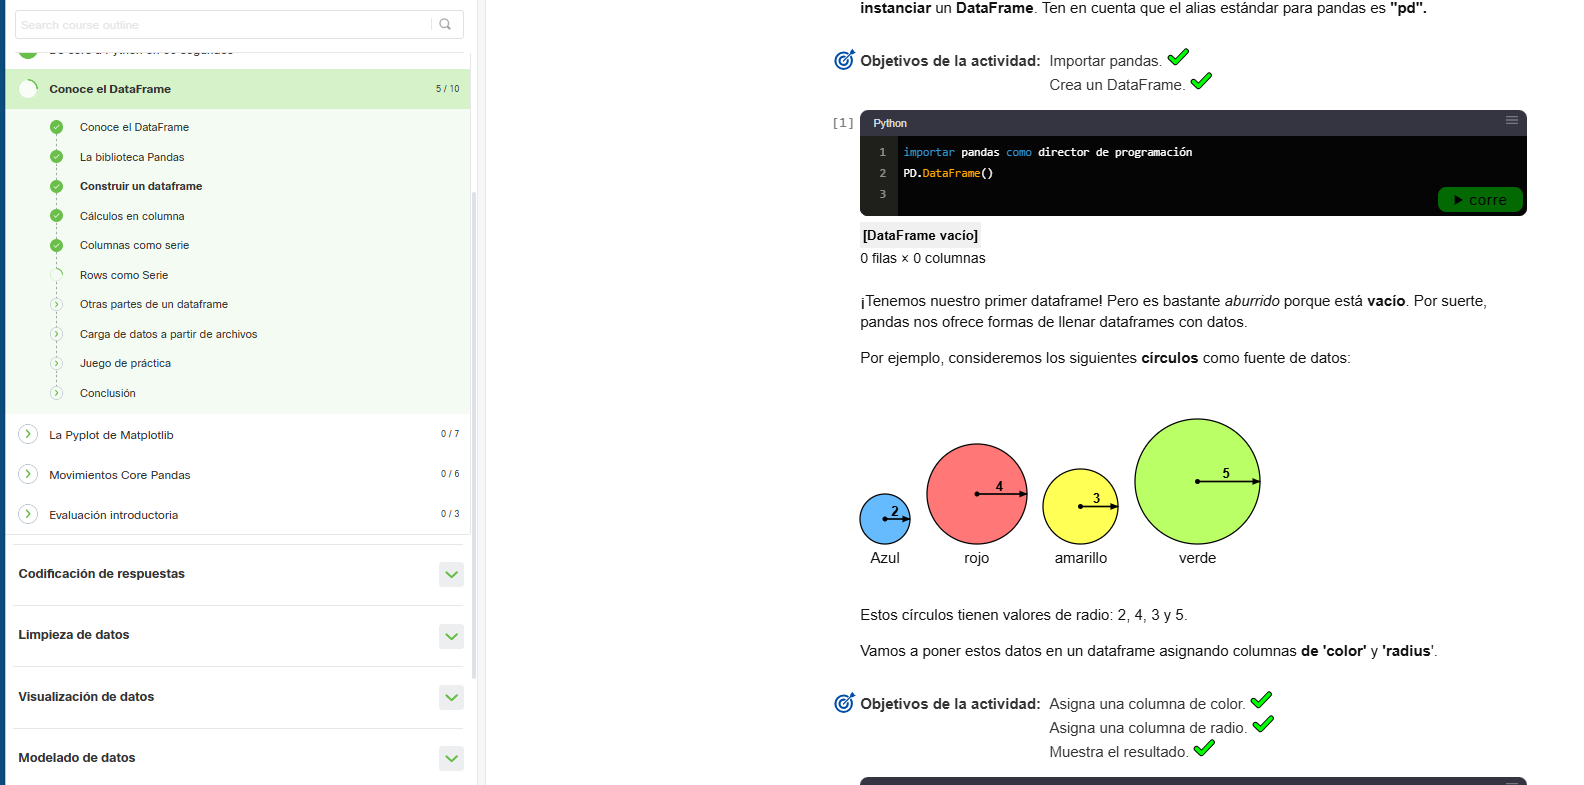 Search course outline
De cero a Python en 60 segundos
Conoce el DataFrame
5 / 10
Conoce el DataFrame
La biblioteca Pandas
Construir un dataframe
Cálculos en columna
Columnas como serie
Rows como Serie
Otras partes de un dataframe
Carga de datos a partir de archivos
Juego de práctica
Conclusión
La Pyplot de Matplotlib
0 / 7
Movimientos Core Pandas
0 / 6
Evaluación introductoria
0 / 3
Codificación de respuestas
Limpieza de datos
Visualización de datos
Modelado de datos
instanciar un DataFrame. Ten en cuenta que el alias estándar para pandas es "pd".
Objetivos de la actividad: Importar pandas.
Crea un DataFrame.
[1]
Python
1 importar pandas como director de programación
2 PD.DataFrame()
3
corre
[DataFrame vacío]
0 filas × 0 columnas
¡Tenemos nuestro primer dataframe! Pero es bastante aburrido porque está vacío. Por suerte,
pandas nos ofrece formas de llenar dataframes con datos.
Por ejemplo, consideremos los siguientes círculos como fuente de datos:
2
4
3
5
Azul
rojo
amarillo
verde
Estos círculos tienen valores de radio: 2, 4, 3 y 5.
Vamos a poner estos datos en un dataframe asignando columnas de 'color' y 'radius'.
Objetivos de la actividad: Asigna una columna de color.
Asigna una columna de radio.
Muestra el resultado.